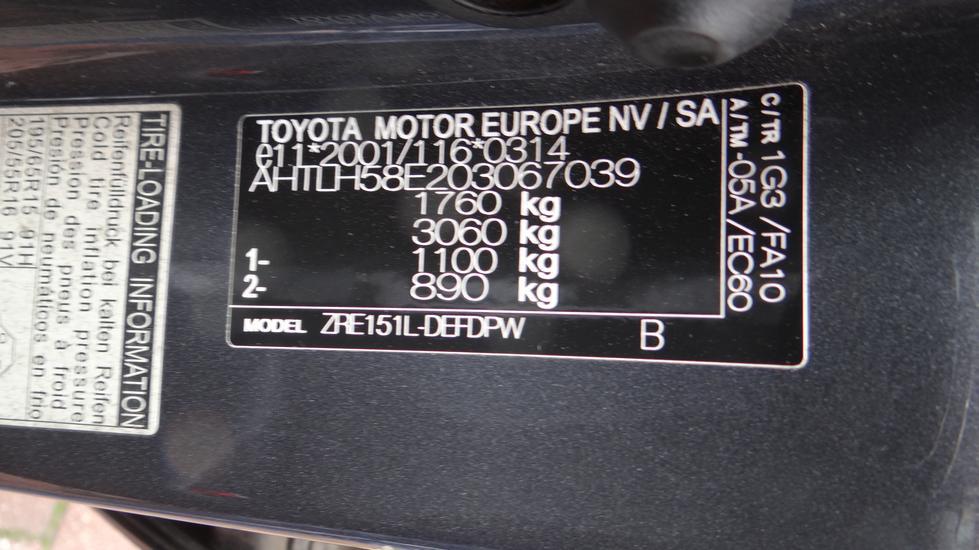 TOYOTA MOTOR EUROPE NV / SA
e11*2001/116*0314
AHTLH58E203067039
1760 kg
3060 kg
1- 1100 kg
2- 890 kg
MODEL ZRE151L-DEFDPW B
C / TR 1G3 /FA10
A / TM -05A /EC60
TIRE-LOADING INFORMATION
Reifenfülldruck bei kalten Reifen
Cold tire inflation pressure
Pression des pneus à froid
Presión de neumáticos en frío
195/65R15 91H
205/55R16 91V